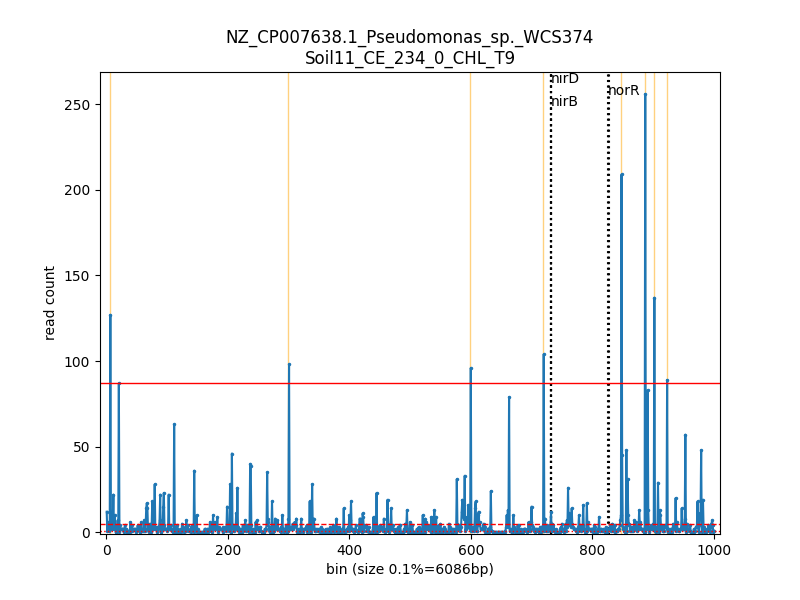 NZ_CP007638.1_Pseudomonas_sp._WCS374
Soil11_CE_234_0_CHL_T9
nirD
nirB
norR
read count
250
200
150
100
50
0
0 200 400 600 800 1000
bin (size 0.1%=6086bp)